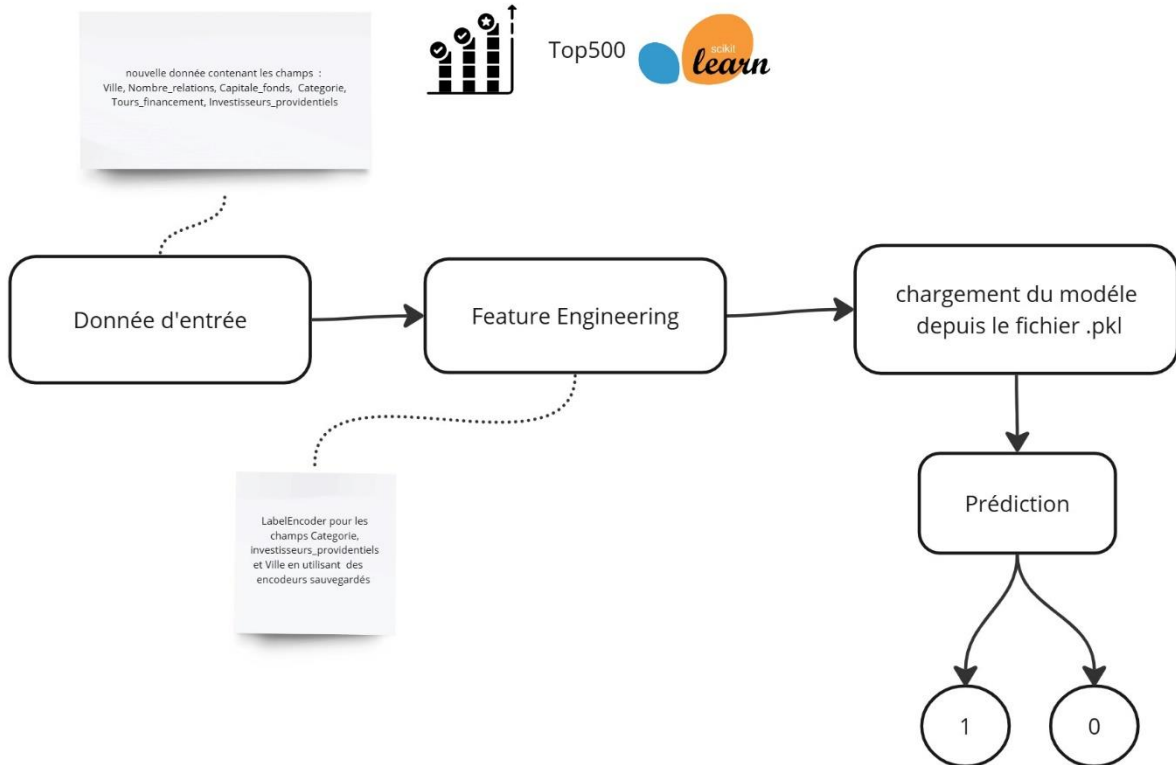 nouvelle donnée contenant les champs :
Ville, Nombre_relations, Capitale_fonds, Categorie,
Tours_financement, Investisseurs_providentiels
Top500
scikit
learn
Donnée d'entrée
Feature Engineering
chargement du modéle
depuis le fichier .pkl
LabelEncoder pour les
champs Categorie,
investisseurs_providentiels
et Ville en utilisant des
encodeurs sauvegardés
Prédiction
1
0